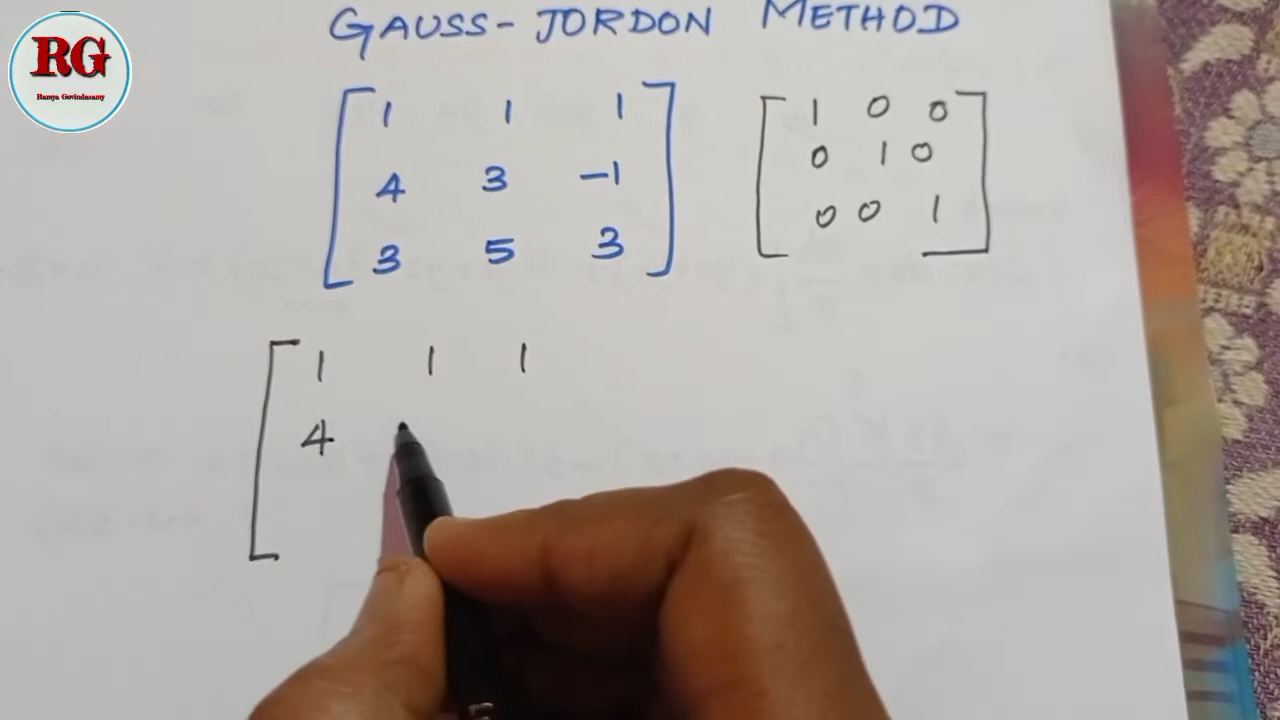 RG
Ramya Govindasamy
GAUSS-JORDON METHOD
1 1 1 1 0 0
4 3 -1 0 1 0
3 5 3 0 0 1
1 1 1
4